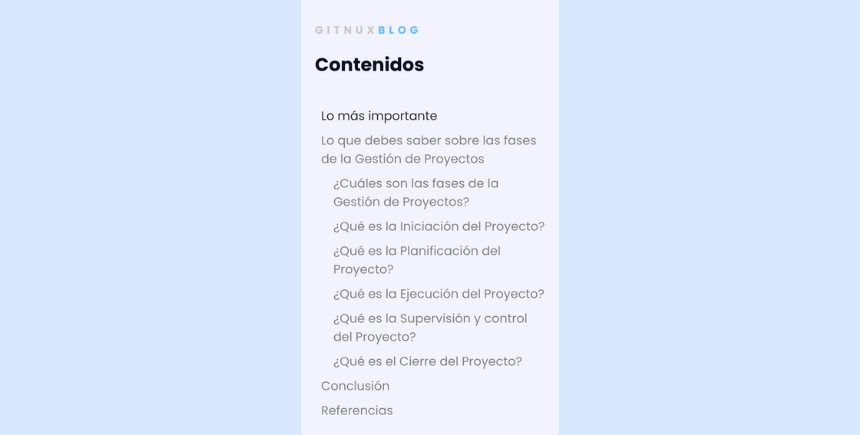 GITNUXBLOG
Contenidos
Lo más importante
Lo que debes saber sobre las fases
de la Gestión de Proyectos
¿Cuáles son las fases de la
Gestión de Proyectos?
¿Qué es la Iniciación del Proyecto?
¿Qué es la Planificación del
Proyecto?
¿Qué es la Ejecución del Proyecto?
¿Qué es la Supervisión y control
del Proyecto?
¿Qué es el Cierre del Proyecto?
Conclusión
Referencias